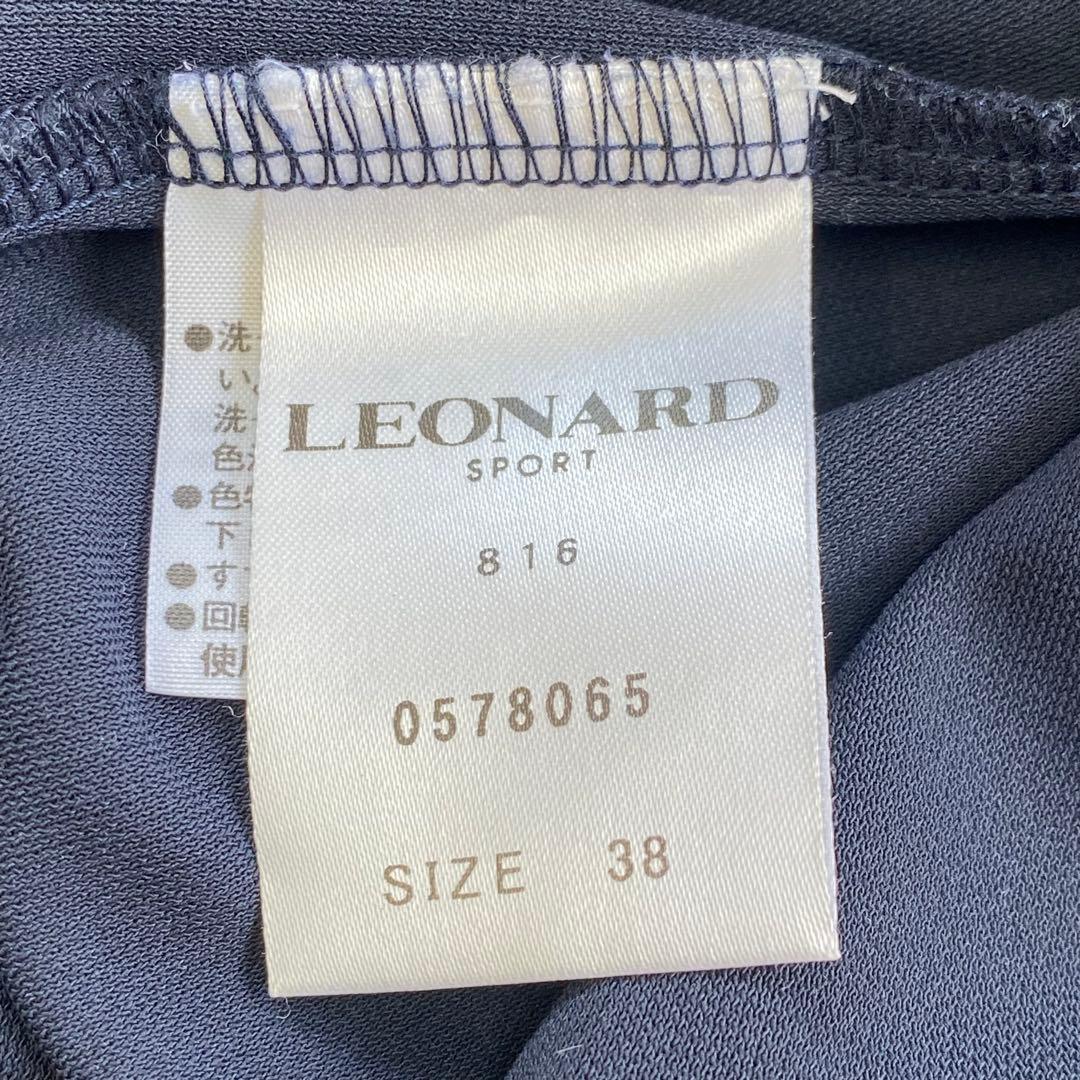 LEONARD
SPORT
816
0578065
SIZE 38
●洗
い
洗
色
●色
下
●す
●回
使